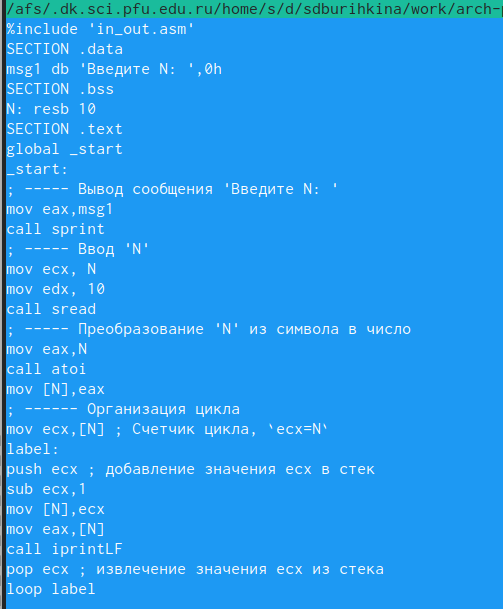 /afs/.dk.sci.pfu.edu.ru/home/s/d/sdburihkina/work/arch-p
%include 'in_out.asm'
SECTION .data
msg1 db 'Введите N: ',0h
SECTION .bss
N: resb 10
SECTION .text
global _start
_start:
; ----- Вывод сообщения 'Введите N: '
mov eax,msg1
call sprint
; ----- Ввод 'N'
mov ecx, N
mov edx, 10
call sread
; ----- Преобразование 'N' из символа в число
mov eax,N
call atoi
mov [N],eax
; ------ Организация цикла
mov ecx,[N] ; Счетчик цикла, `ecx=N`
label:
push ecx ; добавление значения ecx в стек
sub ecx,1
mov [N],ecx
mov eax,[N]
call iprintLF
pop ecx ; извлечение значения ecx из стека
loop label